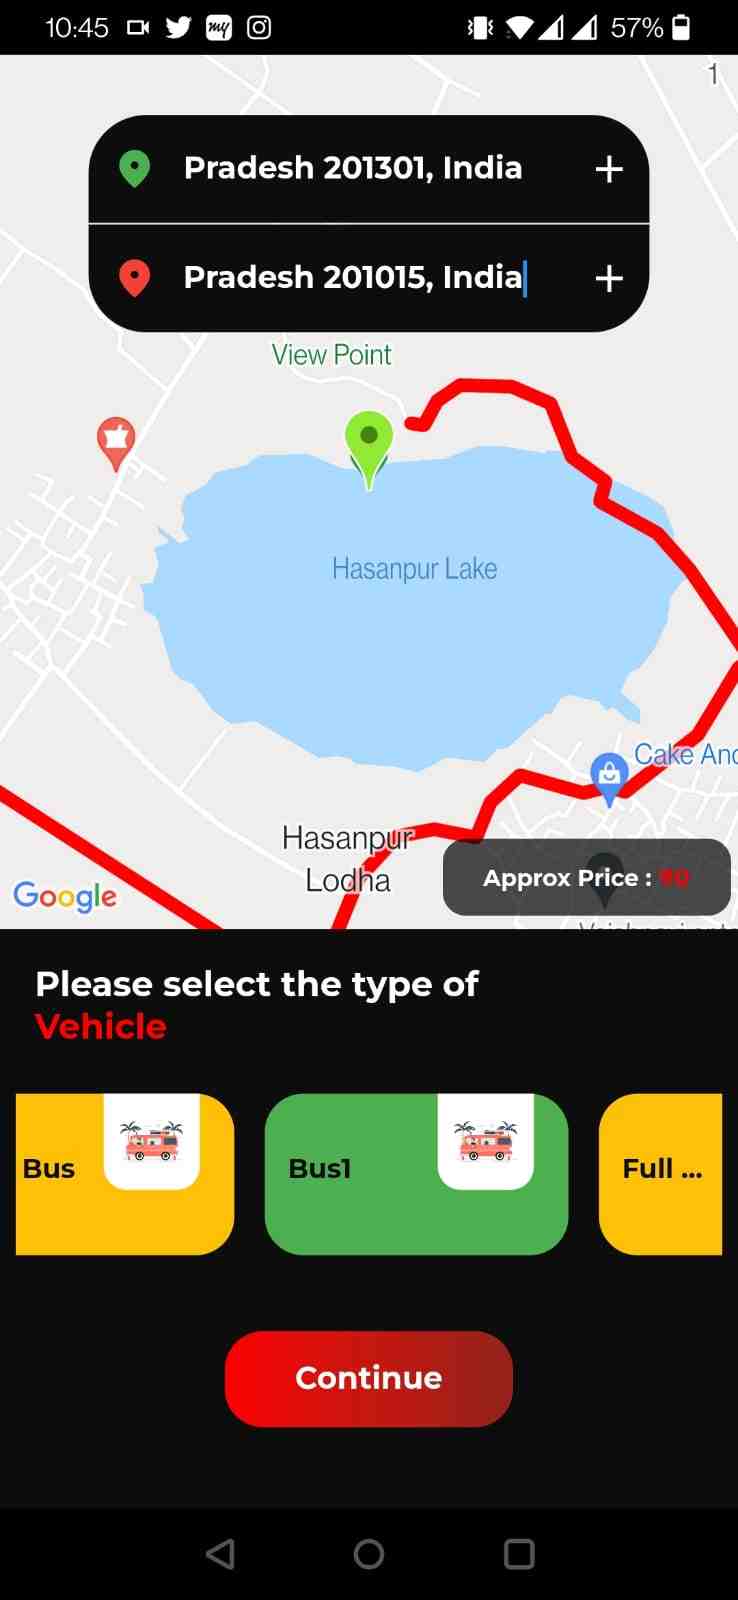 10:45
57%
1
Pradesh 201301, India
Pradesh 201015, India
View Point
Hasanpur Lake
Cake And
Hasanpur
Lodha
Approx Price :
Google
Please select the type of
Vehicle
Bus
Bus1
Full ...
Continue